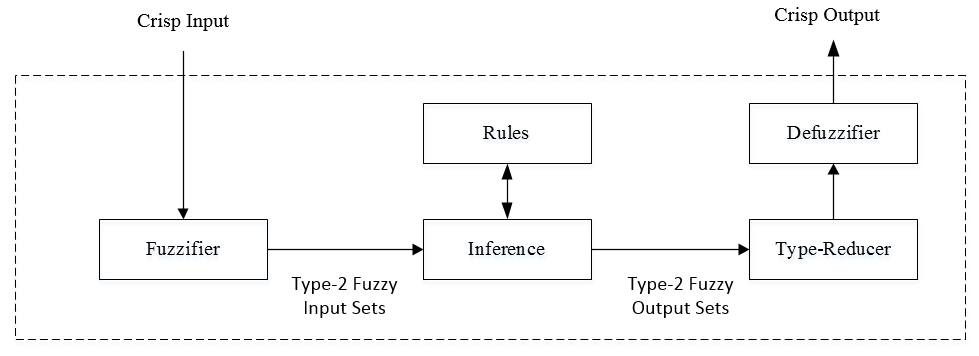 Crisp Input
Crisp Output
Rules
Defuzzifier
Fuzzifier
Inference
Type-Reducer
Type-2 Fuzzy
Input Sets
Type-2 Fuzzy
Output Sets